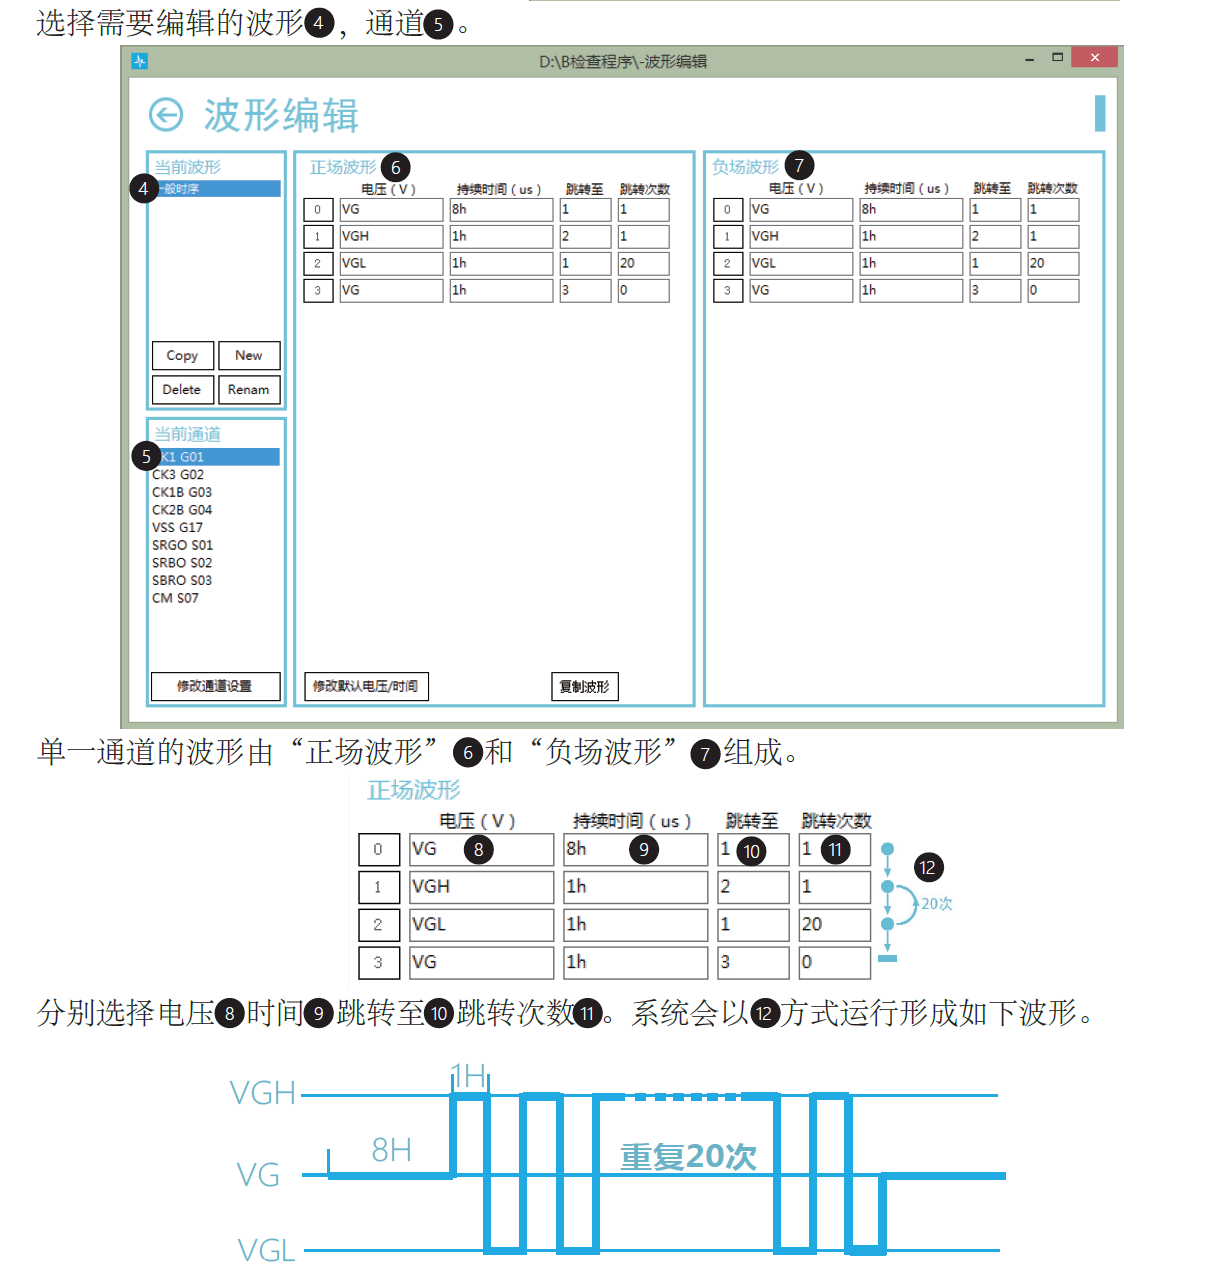 选择需要编辑的波形4，通道5。
D:\B检查程序\-波形编辑
波形编辑
当前波形
4 一般时序
Copy New
Delete Renam
当前通道
5 K1 G01
CK3 G02
CK1B G03
CK2B G04
VSS G17
SRGO S01
SRBO S02
SBRO S03
CM S07
修改通道设置
正场波形 6
电压（V） 持续时间（us） 跳转至 跳转次数
0 VG 8h 1 1
1 VGH 1h 2 1
2 VGL 1h 1 20
3 VG 1h 3 0
修改默认电压/时间 复制波形
负场波形 7
电压（V） 持续时间（us） 跳转至 跳转次数
0 VG 8h 1 1
1 VGH 1h 2 1
2 VGL 1h 1 20
3 VG 1h 3 0
单一通道的波形由“正场波形”6和“负场波形”7组成。
正场波形
电压（V） 持续时间（us） 跳转至 跳转次数
0 VG 8 8h 9 1 10 1 11
12
1 VGH 1h 2 1
20次
2 VGL 1h 1 20
3 VG 1h 3 0
分别选择电压8时间9跳转至10跳转次数11。系统会以12方式运行形成如下波形。
1H
VGH
8H
重复20次
VG
VGL